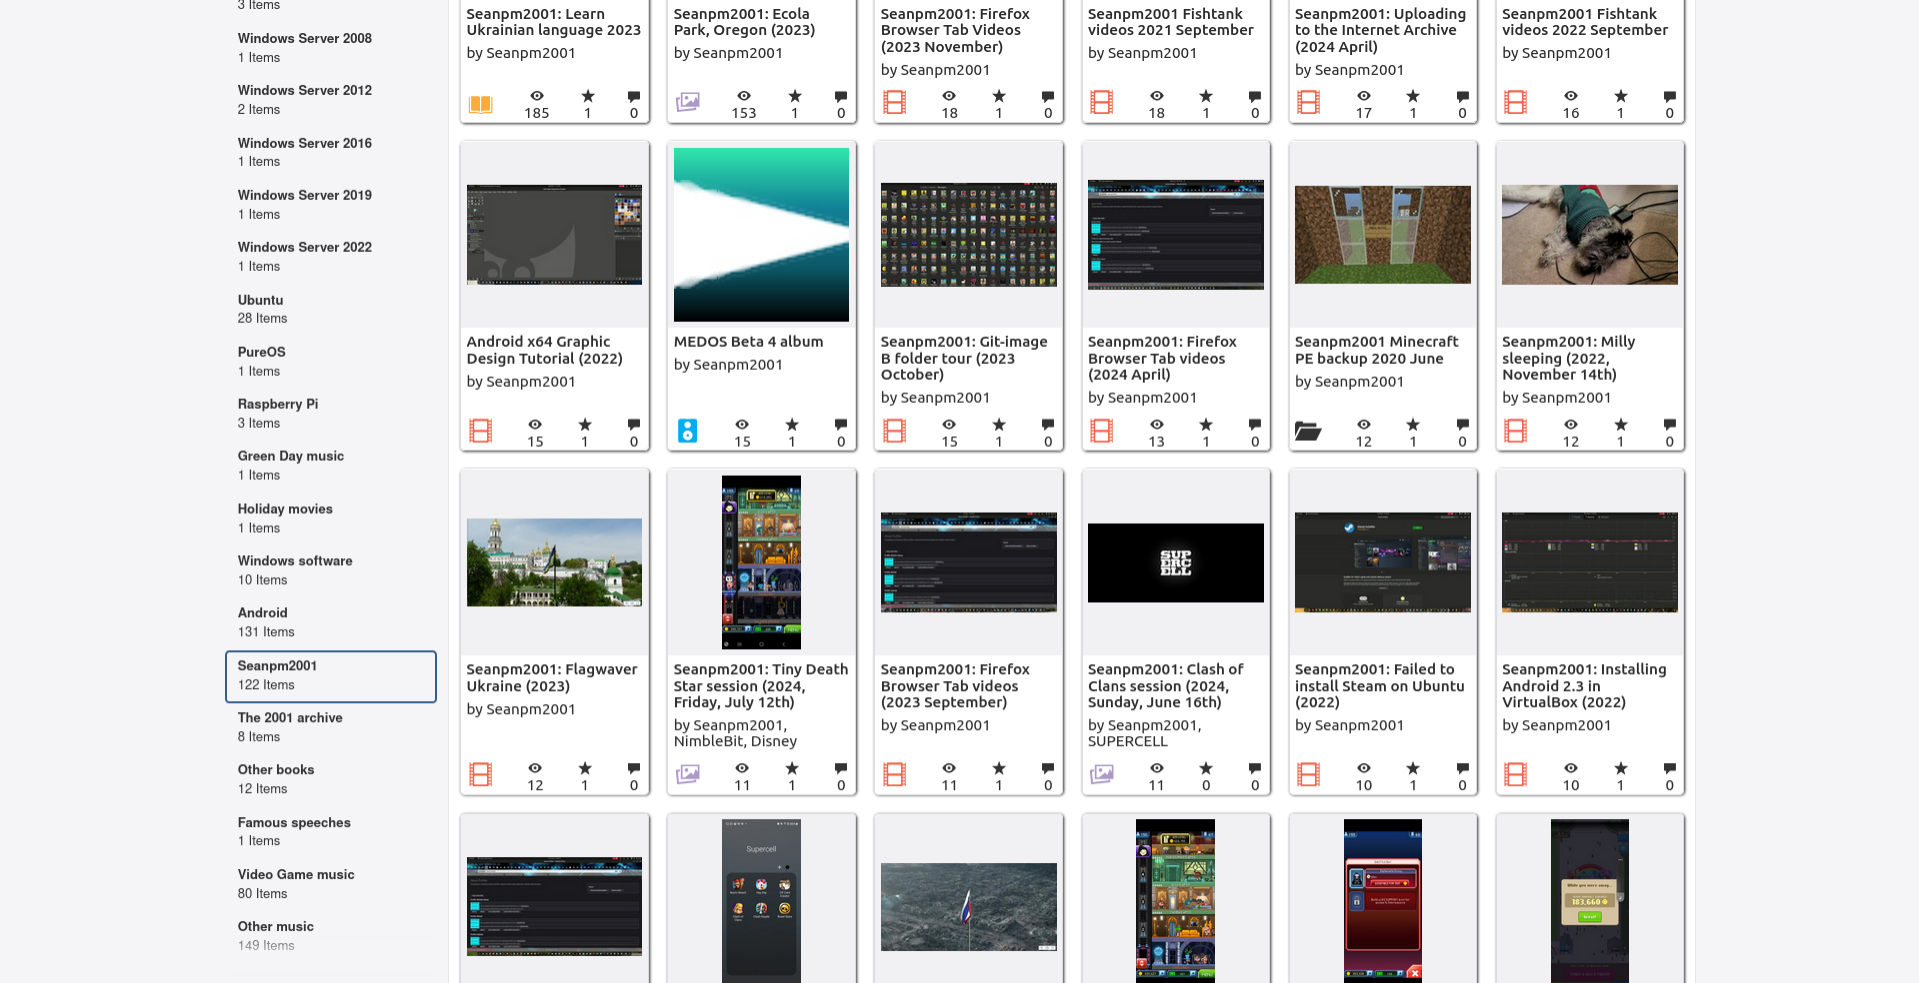 3 Items
Windows Server 2008
1 Items
Windows Server 2012
2 Items
Windows Server 2016
1 Items
Windows Server 2019
1 Items
Windows Server 2022
1 Items
Ubuntu
28 Items
PureOS
1 Items
Raspberry Pi
3 Items
Green Day music
1 Items
Holiday movies
1 Items
Windows software
10 Items
Android
131 Items
Seanpm2001
122 Items
The 2001 archive
8 Items
Other books
12 Items
Famous speeches
1 Items
Video Game music
80 Items
Other music
149 Items
Seanpm2001: Learn
Ukrainian language 2023
by Seanpm2001
185 1 0
Seanpm2001: Ecola
Park, Oregon (2023)
by Seanpm2001
153 1 0
Seanpm2001: Firefox
Browser Tab Videos
(2023 November)
by Seanpm2001
18 1 0
Seanpm2001 Fishtank
videos 2021 September
by Seanpm2001
18 1 0
Seanpm2001: Uploading
to the Internet Archive
(2024 April)
by Seanpm2001
17 1 0
Seanpm2001 Fishtank
videos 2022 September
by Seanpm2001
16 1 0
Android x64 Graphic
Design Tutorial (2022)
by Seanpm2001
15 1 0
MEDOS Beta 4 album
by Seanpm2001
15 1 0
Seanpm2001: Git-image
B folder tour (2023
October)
by Seanpm2001
15 1 0
Seanpm2001: Firefox
Browser Tab videos
(2024 April)
by Seanpm2001
13 1 0
Seanpm2001 Minecraft
PE backup 2020 June
by Seanpm2001
12 1 0
Seanpm2001: Milly
sleeping (2022,
November 14th)
by Seanpm2001
12 1 0
Seanpm2001: Flagwaver
Ukraine (2023)
by Seanpm2001
12 1 0
Seanpm2001: Tiny Death
Star session (2024,
Friday, July 12th)
by Seanpm2001,
NimbleBit, Disney
11 1 0
Seanpm2001: Firefox
Browser Tab videos
(2023 September)
by Seanpm2001
11 1 0
SUP
ERC
ELL
Seanpm2001: Clash of
Clans session (2024,
Sunday, June 16th)
by Seanpm2001,
SUPERCELL
11 0 0
Seanpm2001: Failed to
install Steam on Ubuntu
(2022)
by Seanpm2001
10 1 0
Seanpm2001: Installing
Android 2.3 in
VirtualBox (2022)
by Seanpm2001
10 1 0
Supercell
While you were away...
183,660